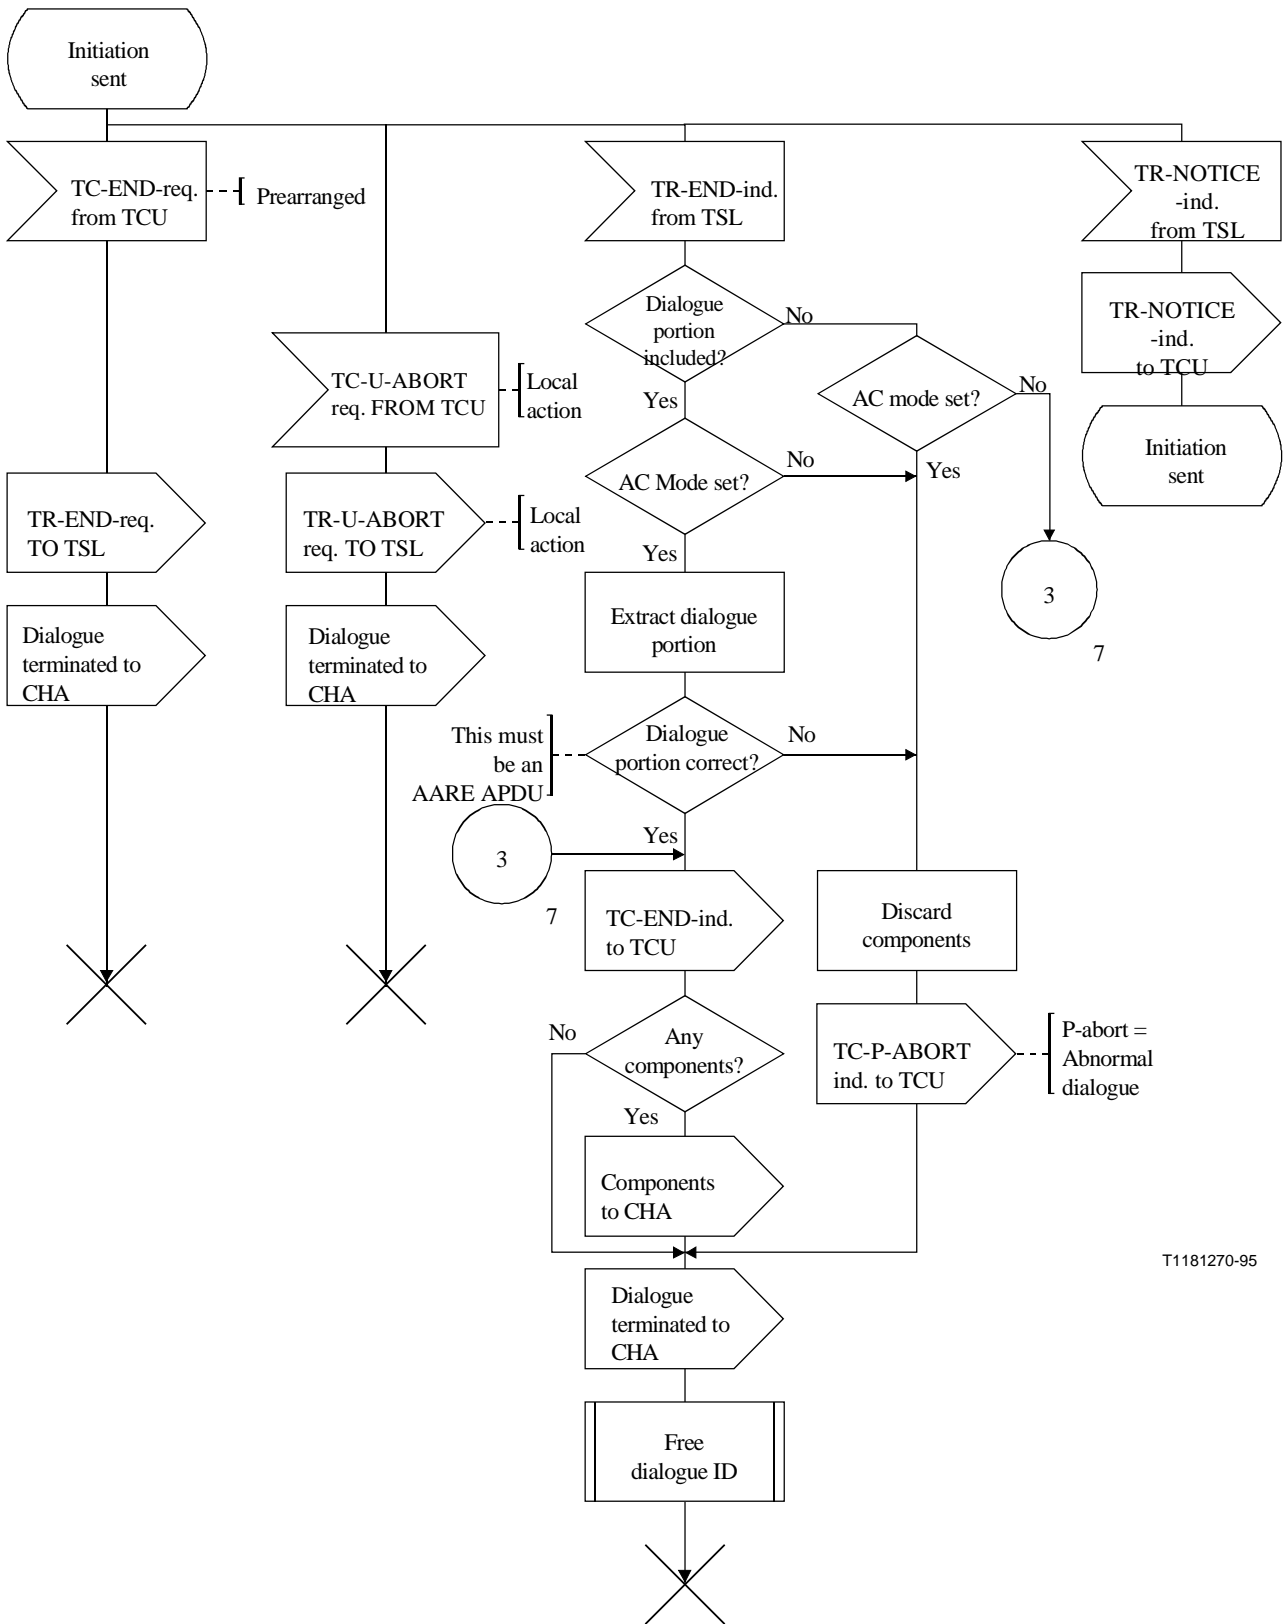 Initiation
sent
TC-END-req.
from TCU
Prearranged
TR-END-req.
TO TSL
Dialogue
terminated to
CHA
TC-U-ABORT
req. FROM TCU
Local
action
TR-U-ABORT
req. TO TSL
Local
action
Dialogue
terminated to
CHA
TR-END-ind.
from TSL
Dialogue
portion
included?
No
Yes
AC Mode set?
No
Yes
Extract dialogue
portion
Dialogue
portion correct?
No
This must
be an
AARE APDU
Yes
3
7
TC-END-ind.
to TCU
Any
components?
No
Yes
Components
to CHA
Dialogue
terminated to
CHA
Free
dialogue ID
AC mode set?
No
Yes
3
7
Discard
components
TC-P-ABORT
ind. to TCU
P-abort =
Abnormal
dialogue
TR-NOTICE
-ind.
from TSL
TR-NOTICE
-ind.
to TCU
Initiation
sent
T1181270-95